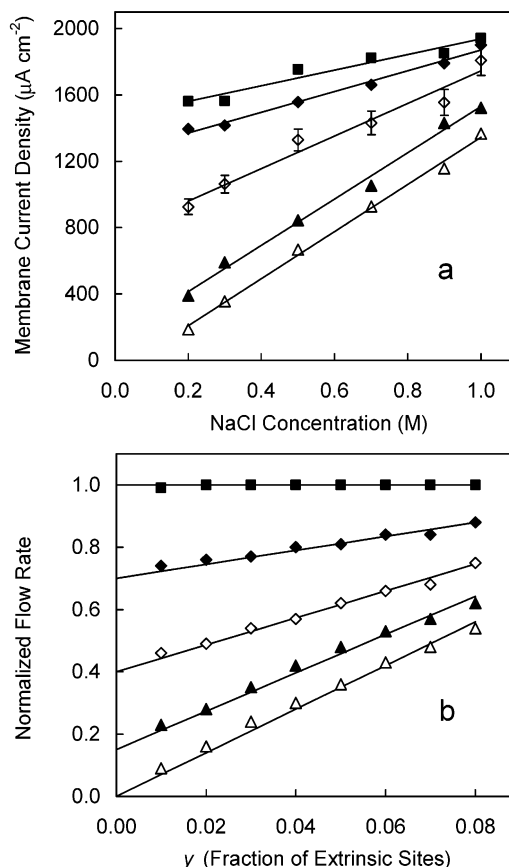 2000
1600
1200
800
400
0
Membrane Current Density (µA cm⁻²)
a
0.0 0.2 0.4 0.6 0.8 1.0
NaCl Concentration (M)
1.0
0.8
0.6
0.4
0.2
0.0
Normalized Flow Rate
b
0.00 0.02 0.04 0.06 0.08
y (Fraction of Extrinsic Sites)